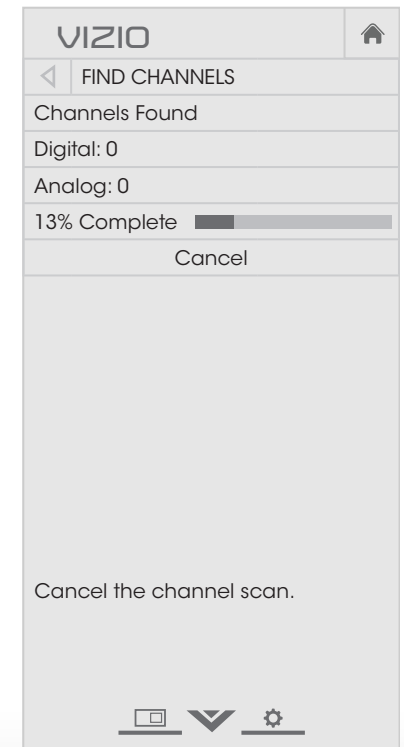 VIZIO
FIND CHANNELS
Channels Found
Digital: 0
Analog: 0
13% Complete
Cancel
Cancel the channel scan.